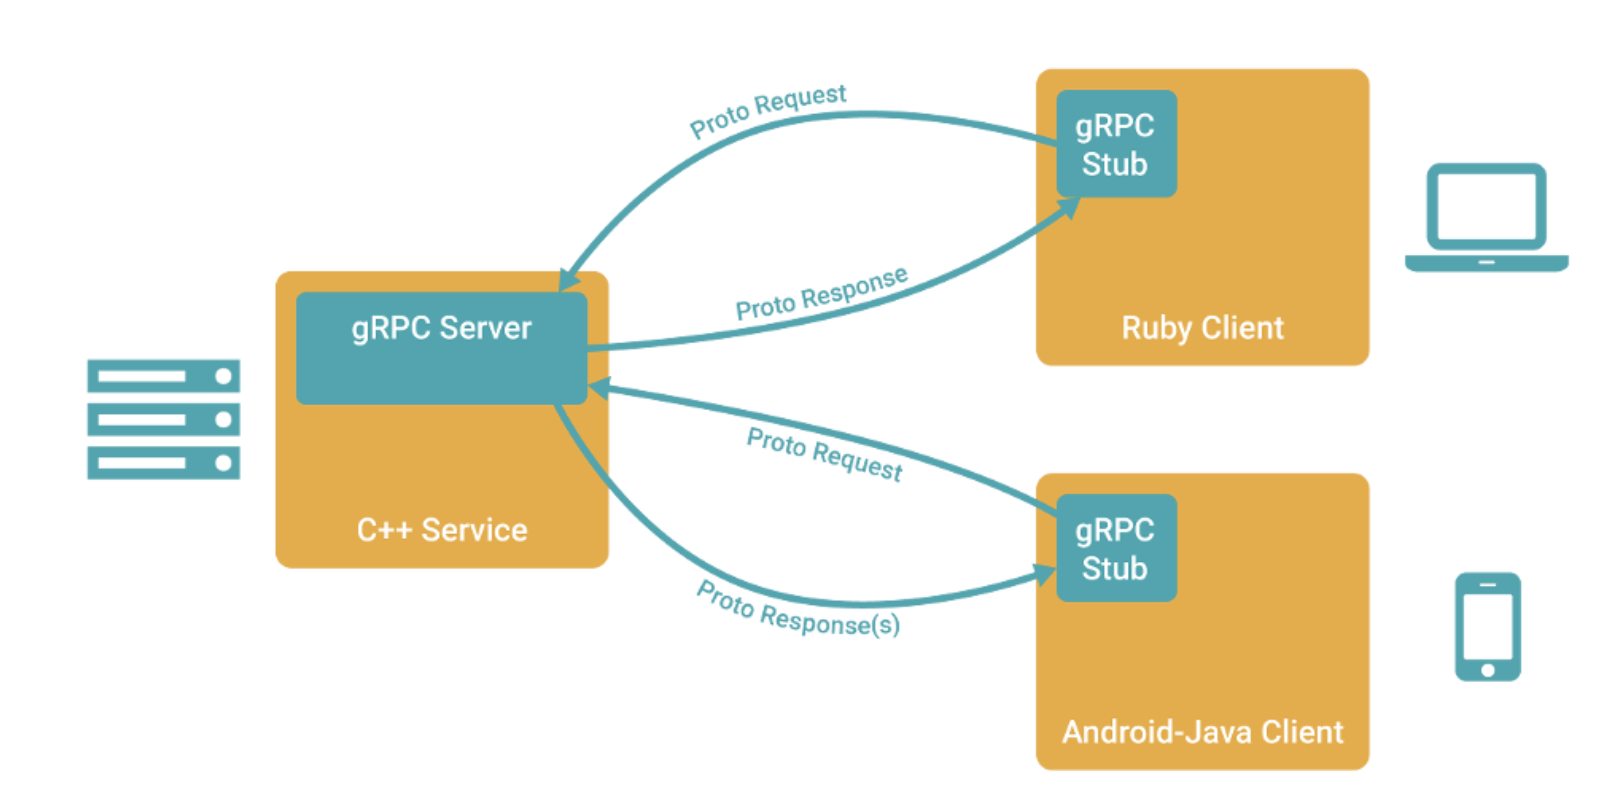 Proto Request
gRPC
Stub
Ruby Client
Proto Response
gRPC Server
C++ Service
Proto Request
Proto Response(s)
gRPC
Stub
Android-Java Client